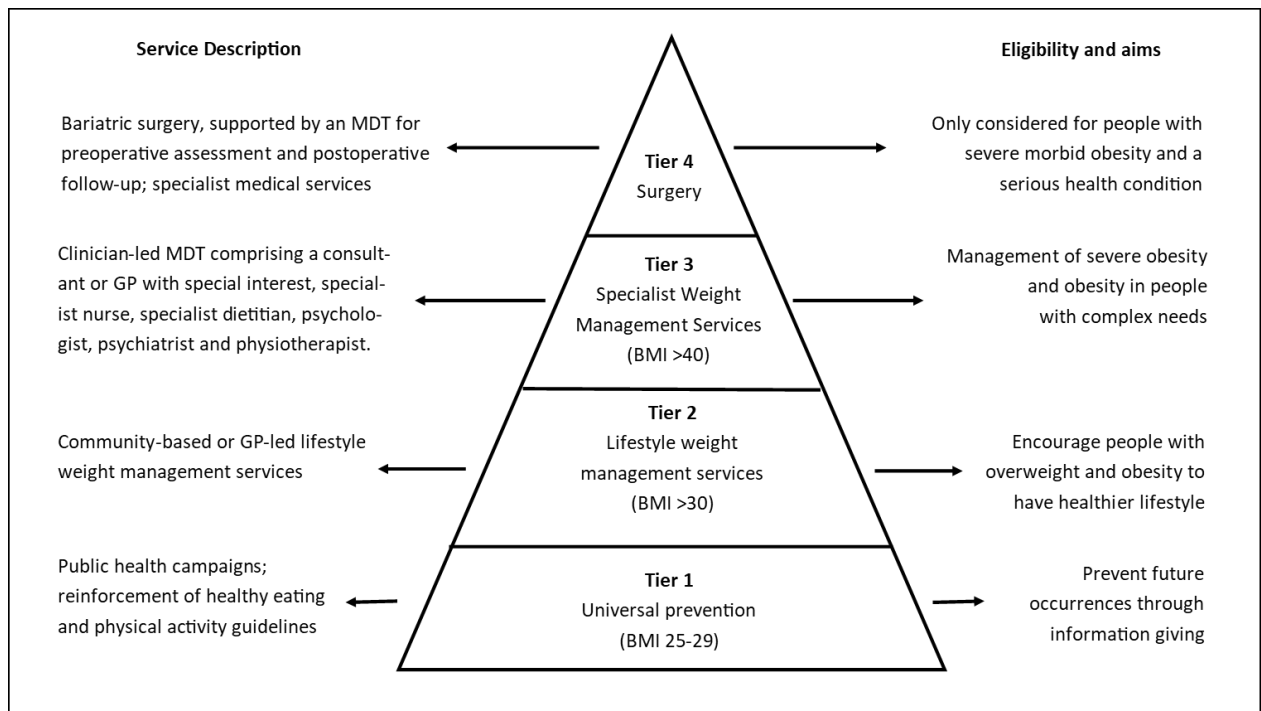 Service Description
Eligibility and aims
Bariatric surgery, supported by an MDT for
preoperative assessment and postoperative
follow-up; specialist medical services
Tier 4
Surgery
Only considered for people with
severe morbid obesity and a
serious health condition
Clinician-led MDT comprising a consult-
ant or GP with special interest, special-
ist nurse, specialist dietitian, psycholo-
gist, psychiatrist and physiotherapist.
Tier 3
Specialist Weight
Management Services
(BMI >40)
Management of severe obesity
and obesity in people
with complex needs
Community-based or GP-led lifestyle
weight management services
Tier 2
Lifestyle weight
management services
(BMI >30)
Encourage people with
overweight and obesity to
have healthier lifestyle
Public health campaigns;
reinforcement of healthy eating
and physical activity guidelines
Tier 1
Universal prevention
(BMI 25-29)
Prevent future
occurrences through
information giving